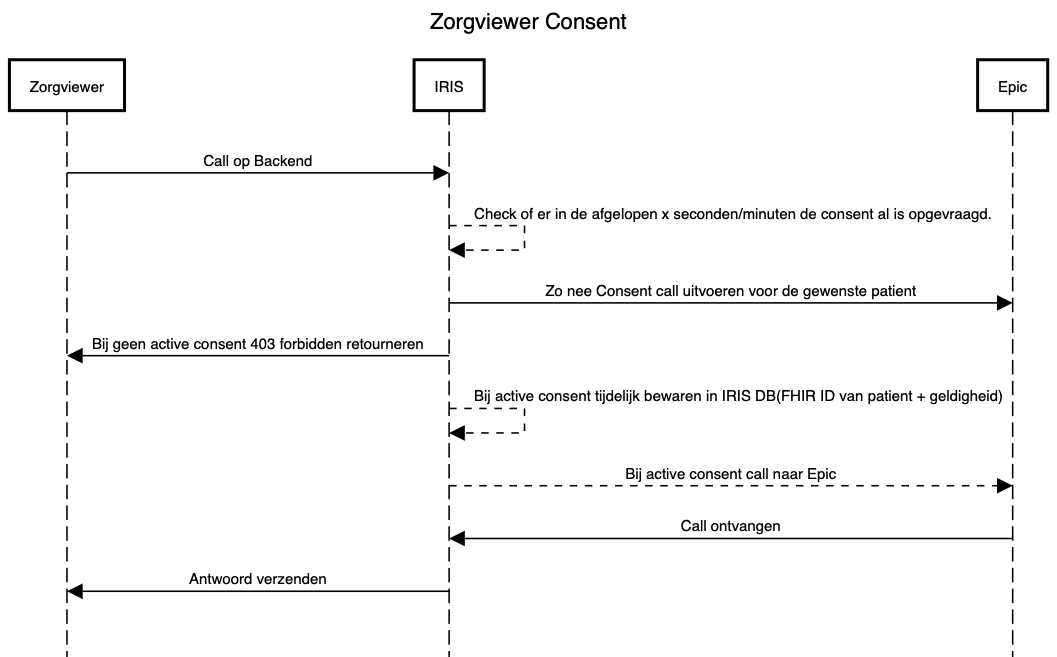 Zorgviewer Consent
Zorgviewer
IRIS
Epic
Call op Backend
Check of er in de afgelopen x seconden/minuten de consent al is opgevraagd.
Zo nee Consent call uitvoeren voor de gewenste patient
Bij geen active consent 403 forbidden retourneren
Bij active consent tijdelijk bewaren in IRIS DB(FHIR ID van patient + geldigheid)
Bij active consent call naar Epic
Call ontvangen
Antwoord verzenden